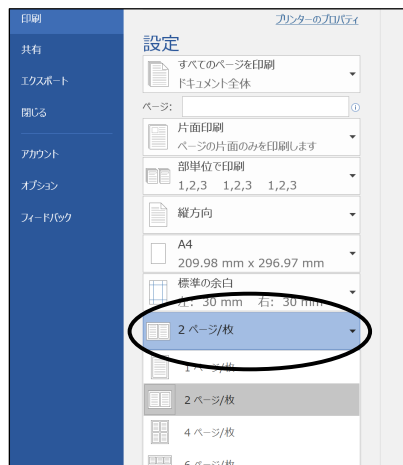 印刷
共有
エクスポート
閉じる
アカウント
オプション
フィードバック
プリンターのプロパティ
設定
すべてのページを印刷
ドキュメント全体
ページ:
片面印刷
ページの片面のみを印刷します
部単位で印刷
1,2,3 1,2,3 1,2,3
縦方向
A4
209.98 mm x 296.97 mm
標準の余白
左: 30 mm 右: 30 mm
2 ページ/枚
1 ページ/枚
2 ページ/枚
4 ページ/枚
6 ページ/枚